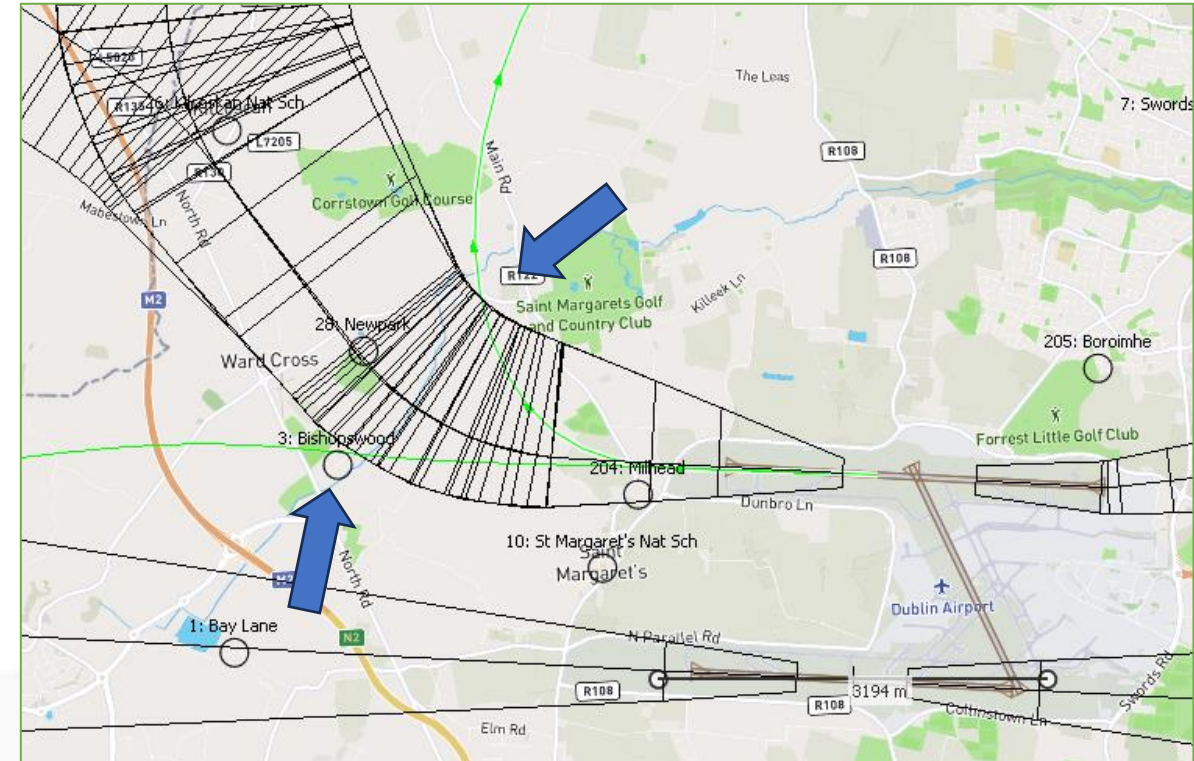 L5026
The Leas
R135
6: Kilcoskan Nat Sch
7: Swords
L7205
R108
R130
Main Rd
Corrstown Golf Course
Mabestown Ln
North Rd
R108
R122
Killeek Ln
M2
Saint Margarets Golf
and Country Club
28: Newpark
Ward Cross
205: Boroimhe
3: Bishopswood
Forrest Little Golf Club
204: Milhead
Dunbro Ln
10: St Margaret's Nat Sch
Saint
Margaret's
North Rd
M2
Dublin Airport
1: Bay Lane
N2
N Parallel Rd
R108
3194 m
R108
Collinstown Ln
Swords Rd
Elm Rd